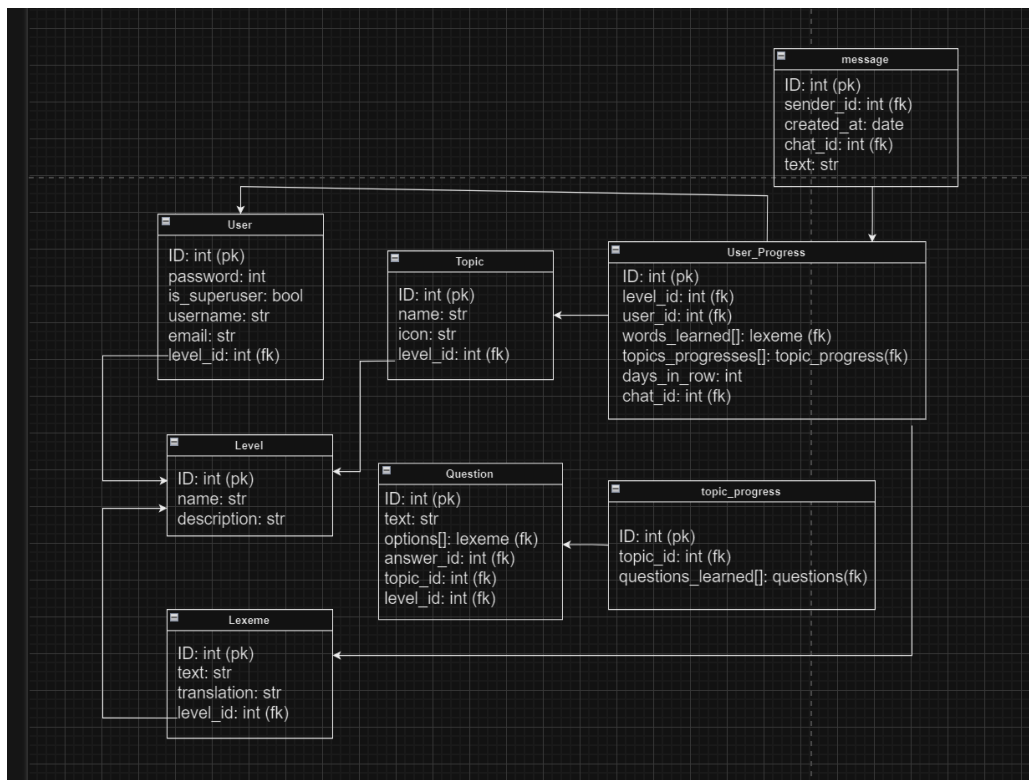 message
ID: int (pk)
sender_id: int (fk)
created_at: date
chat_id: int (fk)
text: str
User
ID: int (pk)
password: int
is_superuser: bool
username: str
email: str
level_id: int (fk)
Topic
ID: int (pk)
name: str
icon: str
level_id: int (fk)
User_Progress
ID: int (pk)
level_id: int (fk)
user_id: int (fk)
words_learned[]: lexeme (fk)
topics_progresses[]: topic_progress(fk)
days_in_row: int
chat_id: int (fk)
Level
ID: int (pk)
name: str
description: str
Question
ID: int (pk)
text: str
options[]: lexeme (fk)
answer_id: int (fk)
topic_id: int (fk)
level_id: int (fk)
topic_progress
ID: int (pk)
topic_id: int (fk)
questions_learned[]: questions(fk)
Lexeme
ID: int (pk)
text: str
translation: str
level_id: int (fk)